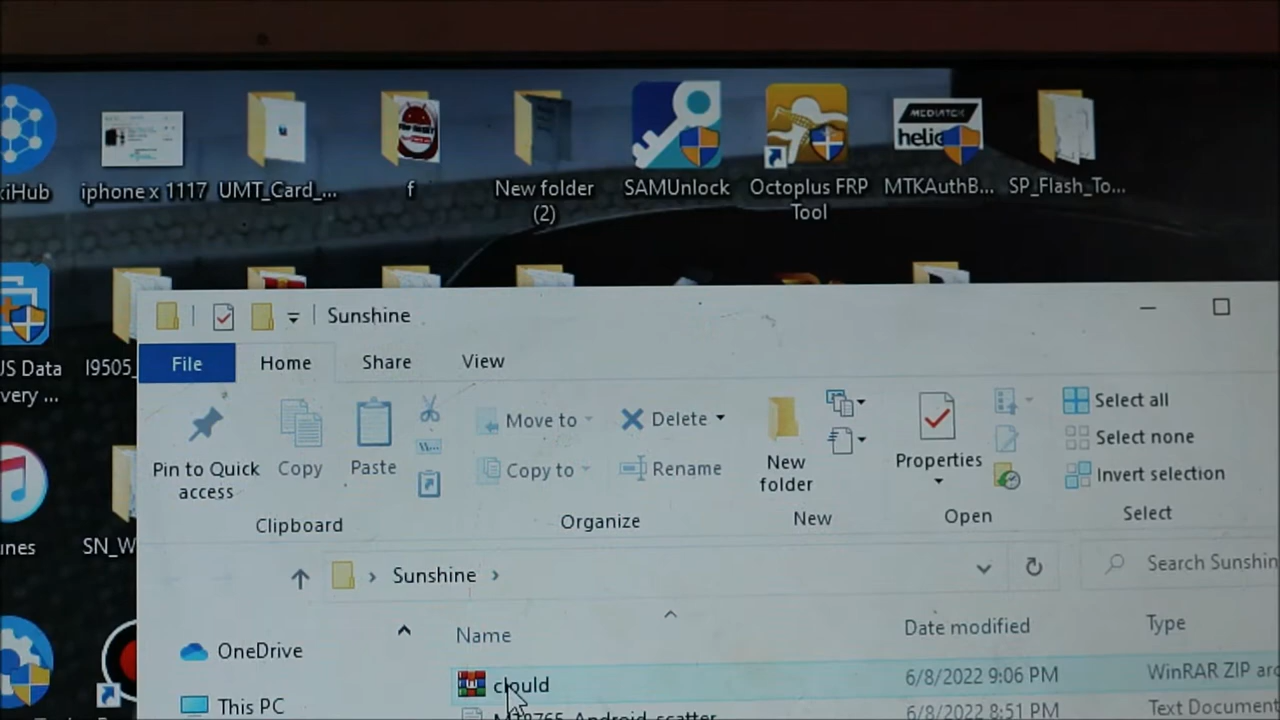 xiHub
iphone x 1117
UMT_Card_...
f
New folder
(2)
SAMUnlock
Octoplus FRP
Tool
MEDIATEK
helio
MTKAuthB...
SP_Flash_To...
US Data
very ...
I9505_
unes
SN_W
Sunshine
File
Home
Share
View
Pin to Quick
access
Copy
Paste
Move to
Copy to
Delete
Rename
New
folder
Properties
Select all
Select none
Invert selection
Clipboard
Organize
New
Open
Select
Sunshine
Search Sunshin
OneDrive
This PC
Name
Date modified
Type
clould
6/8/2022 9:06 PM
WinRAR ZIP arc
MT8765_Android_scatter
6/8/2022 8:51 PM
Text Document